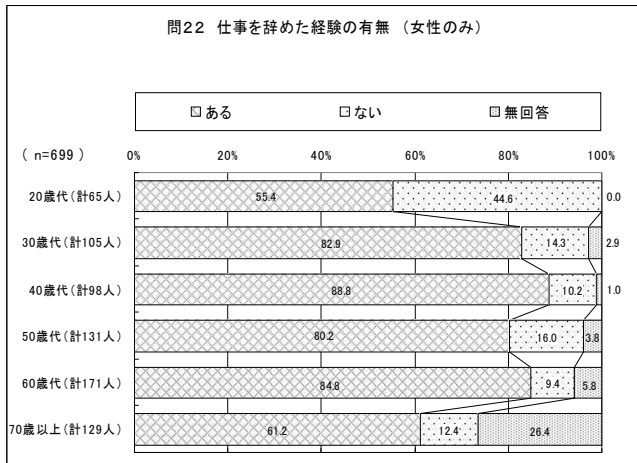 問22 仕事を辞めた経験の有無 (女性のみ)
ある ない 無回答
( n=699 ) 0% 20% 40% 60% 80% 100%
20歳代(計65人) 55.4 44.6 0.0
30歳代(計105人) 82.9 14.3 2.9
40歳代(計98人) 88.8 10.2 1.0
50歳代(計131人) 80.2 16.0 3.8
60歳代(計171人) 84.8 9.4 5.8
70歳以上(計129人) 61.2 12.4 26.4